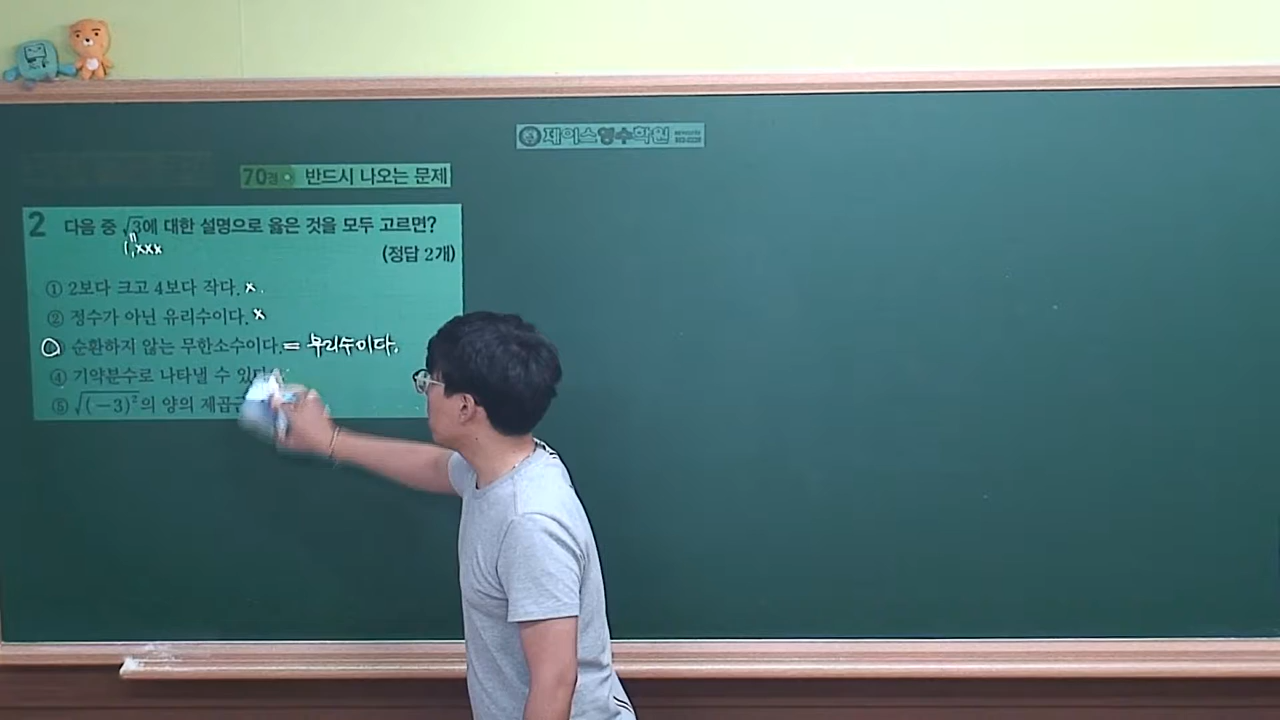 제이스영수학원
70점 반드시 나오는 문제
2 다음 중 √3에 대한 설명으로 옳은 것을 모두 고르면?
1.xxx
(정답 2개)
① 2보다 크고 4보다 작다. x.
② 정수가 아닌 유리수이다. x
순환하지 않는 무한소수이다. = 무리수이다.
④ 기약분수로 나타낼 수 있다
⑤ √(-3)²의 양의 제곱